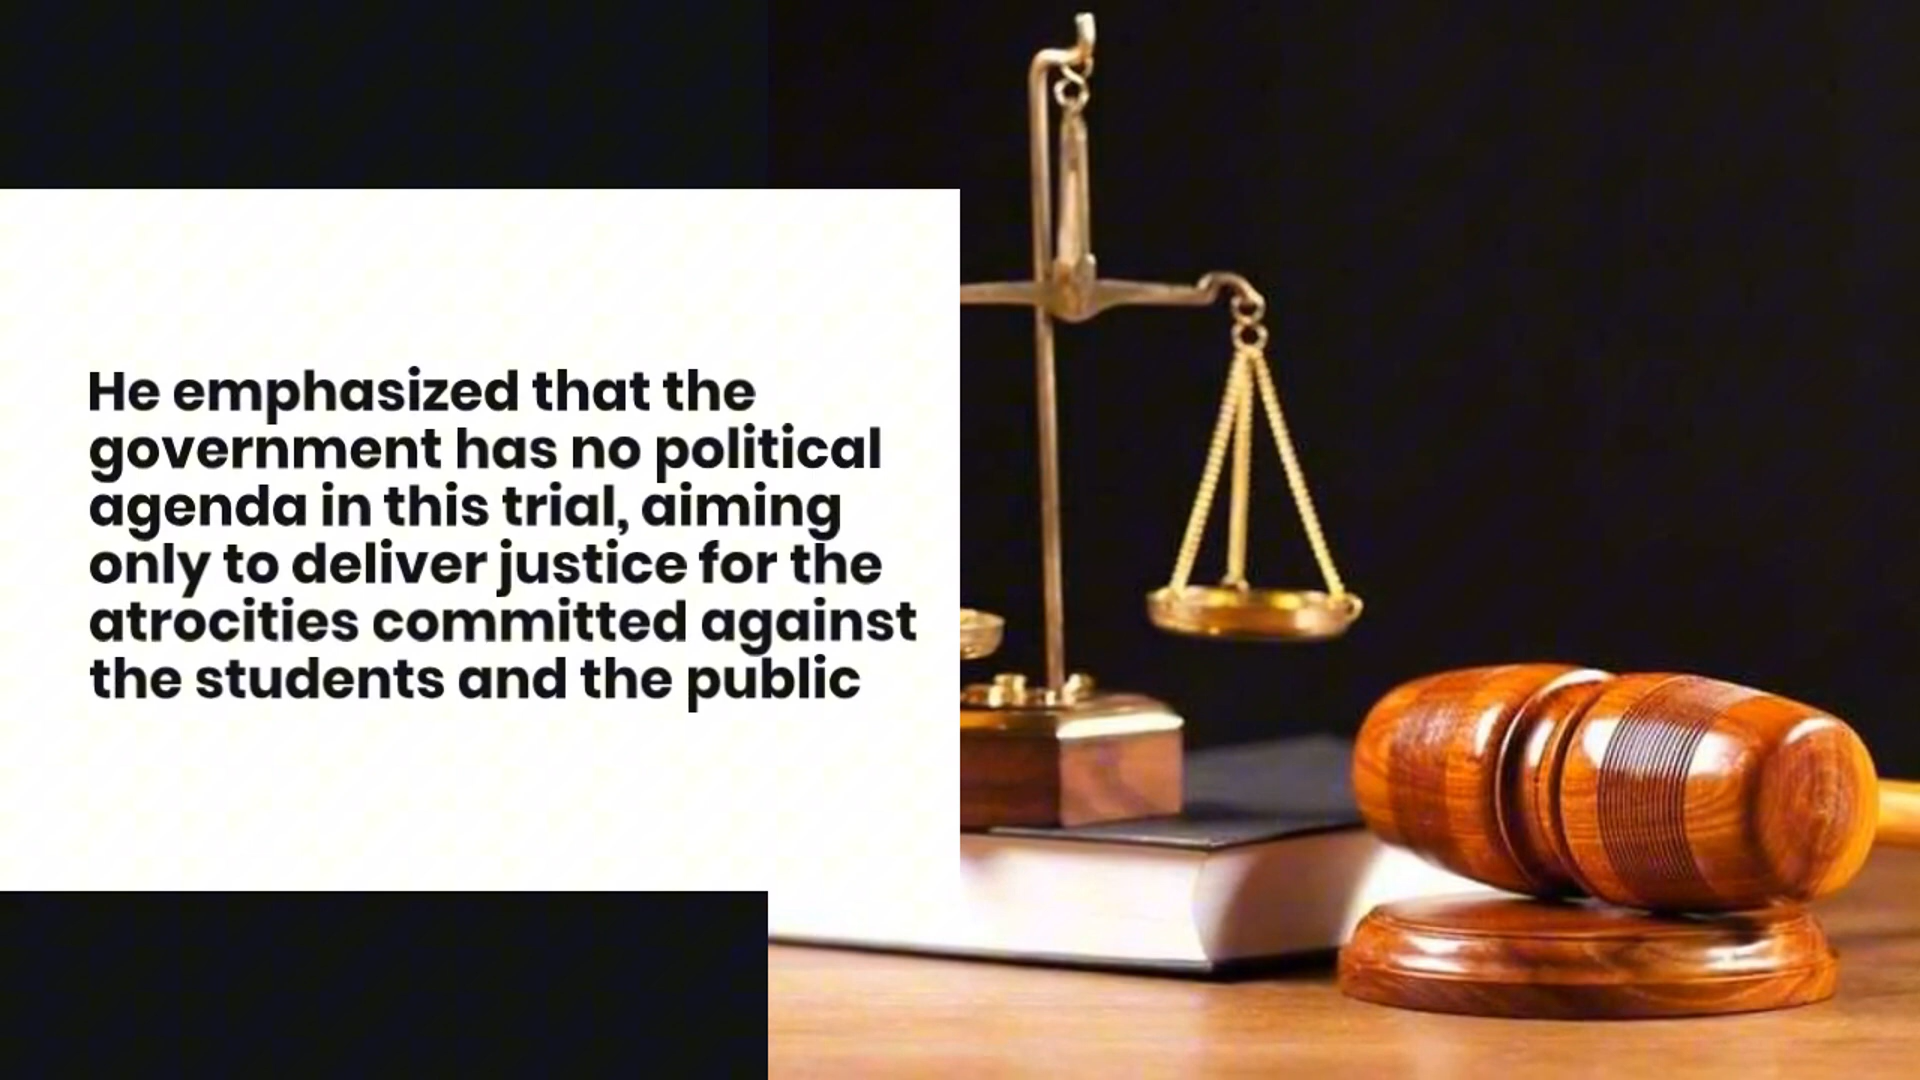 He emphasized that the
government has no political
agenda in this trial, aiming
only to deliver justice for the
atrocities committed against
the students and the public